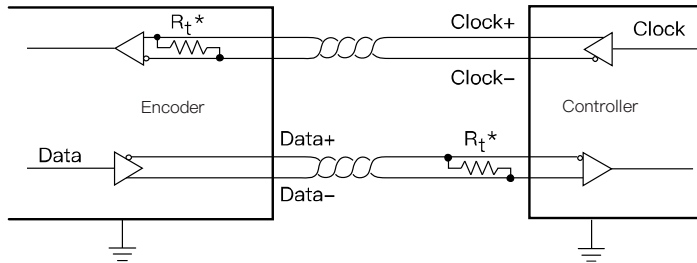 Rt*
Clock+
Clock
Clock−
Encoder
Controller
Data
Data+
Rt*
Data−